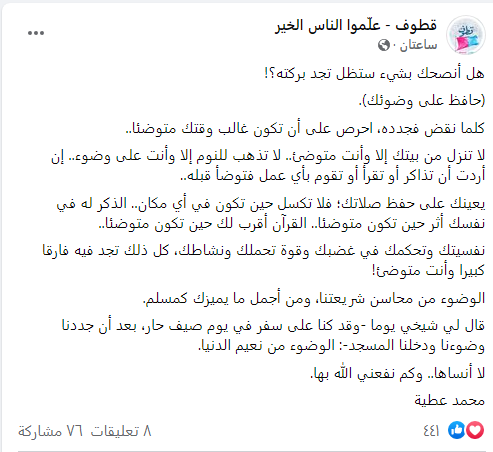 قطوف - علّموا الناس الخير
ساعتان ·
هل أنصحك بشيء ستظل تجد بركته؟!
(حافظ على وضوئك).
كلما نقض فجدده، احرص على أن تكون غالب وقتك متوضئا..
لا تنزل من بيتك إلا وأنت متوضئ.. لا تذهب للنوم إلا وأنت على وضوء.. إن
أردت أن تذاكر أو تقرأ أو تقوم بأي عمل فتوضأ قبله..
يعينك على حفظ صلاتك؛ فلا تكسل حين تكون في أي مكان.. الذكر له في
نفسك أثر حين تكون متوضئا.. القرآن أقرب لك حين تكون متوضئا..
نفسيتك وتحكمك في غضبك وقوة تحملك ونشاطك، كل ذلك تجد فيه فارقا
كبيرا وأنت متوضئ!
الوضوء من محاسن شريعتنا، ومن أجمل ما يميزك كمسلم.
قال لي شيخي يوما -وقد كنا على سفر في يوم صيف حار، بعد أن جددنا
وضوءنا ودخلنا المسجد-: الوضوء من نعيم الدنيا.
لا أنساها.. وكم نفعني الله بها.
محمد عطية
٤٤١
٨ تعليقات ٧٦ مشاركة